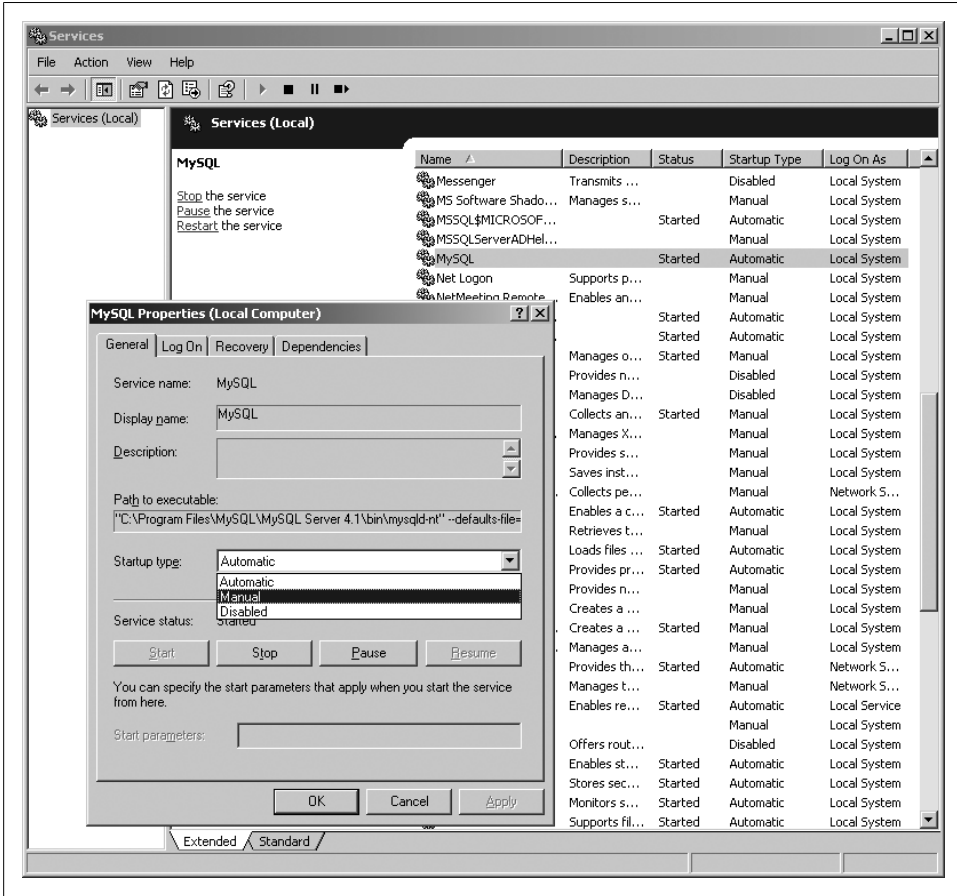 Services
File Action View Help
Services (Local)
Services (Local)
MySQL
Stop the service
Pause the service
Restart the service
Name Description Status Startup Type Log On As
Messenger Transmits ... Disabled Local System
MS Software Shado... Manages s... Manual Local System
MSSQL$MICROSOF... Started Automatic Local System
MSSQLServerADHel... Manual Local System
MySQL Started Automatic Local System
Net Logon Supports p... Manual Local System
NetMeeting Remote... Enables an... Manual Local System
Started Automatic Local System
Started Automatic Local System
Manages o... Started Manual Local System
Provides n... Disabled Local System
Manages D... Disabled Local System
Collects an... Started Manual Local System
Manages X... Manual Local System
Provides s... Manual Local System
Saves inst... Manual Local System
Collects pe... Manual Network S...
Enables a c... Started Automatic Local System
Retrieves t... Manual Local System
Loads files ... Started Automatic Local System
Provides pr... Started Automatic Local System
Provides n... Manual Local System
Creates a ... Manual Local System
Creates a ... Started Manual Local System
Manages a... Manual Local System
Provides th... Started Automatic Network S...
Manages t... Manual Network S...
Enables re... Started Automatic Local Service
Manual Local System
Offers rout... Disabled Local System
Enables st... Started Automatic Local System
Stores sec... Started Automatic Local System
Monitors s... Started Automatic Local System
Supports fil... Started Automatic Local System
MySQL Properties (Local Computer)
General Log On Recovery Dependencies
Service name: MySQL
Display name: MySQL
Description:
Path to executable:
"C:\Program Files\MySQL\MySQL Server 4.1\bin\mysqld-nt" --defaults-file=
Startup type: Automatic
Automatic
Manual
Disabled
Service status: Started
Start Stop Pause Resume
You can specify the start parameters that apply when you start the service
from here.
Start parameters:
OK Cancel Apply
Extended Standard